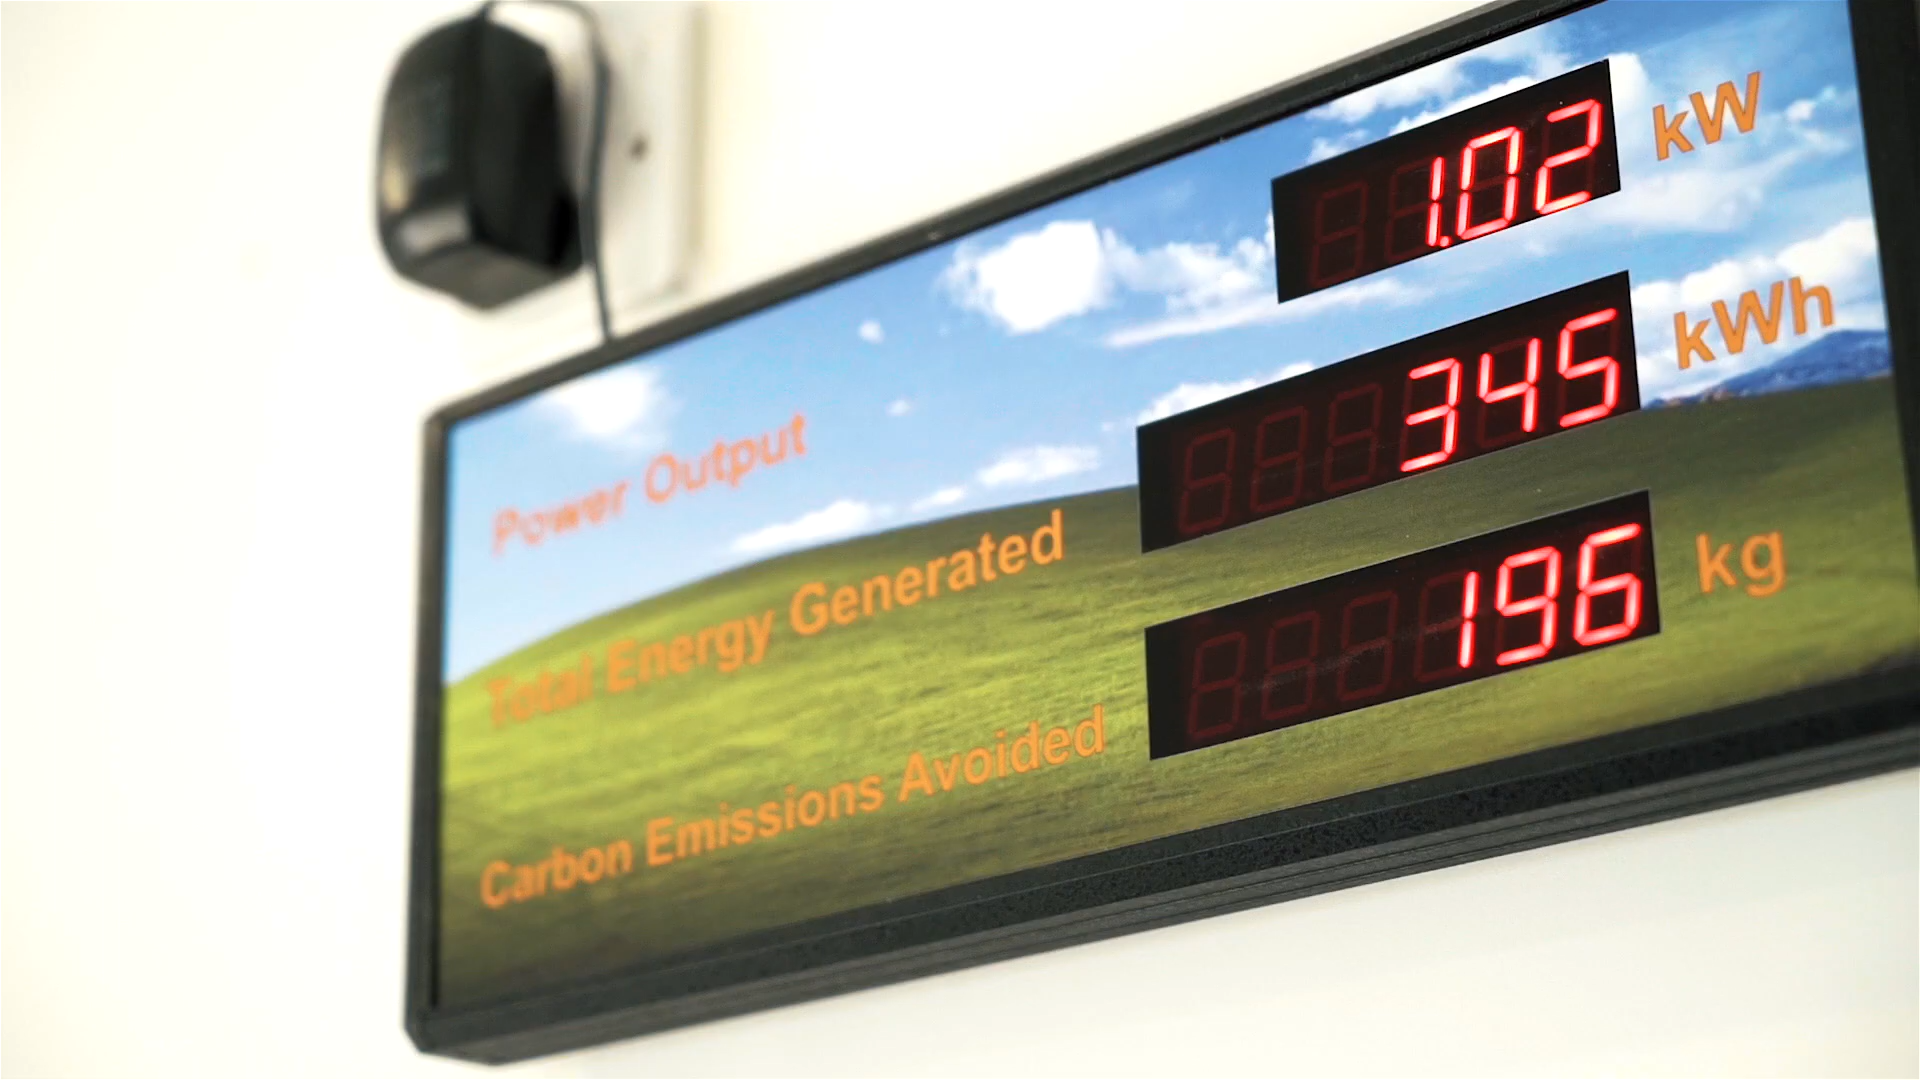 Power Output 1.02 kW
Total Energy Generated 345 kWh
Carbon Emissions Avoided 196 kg